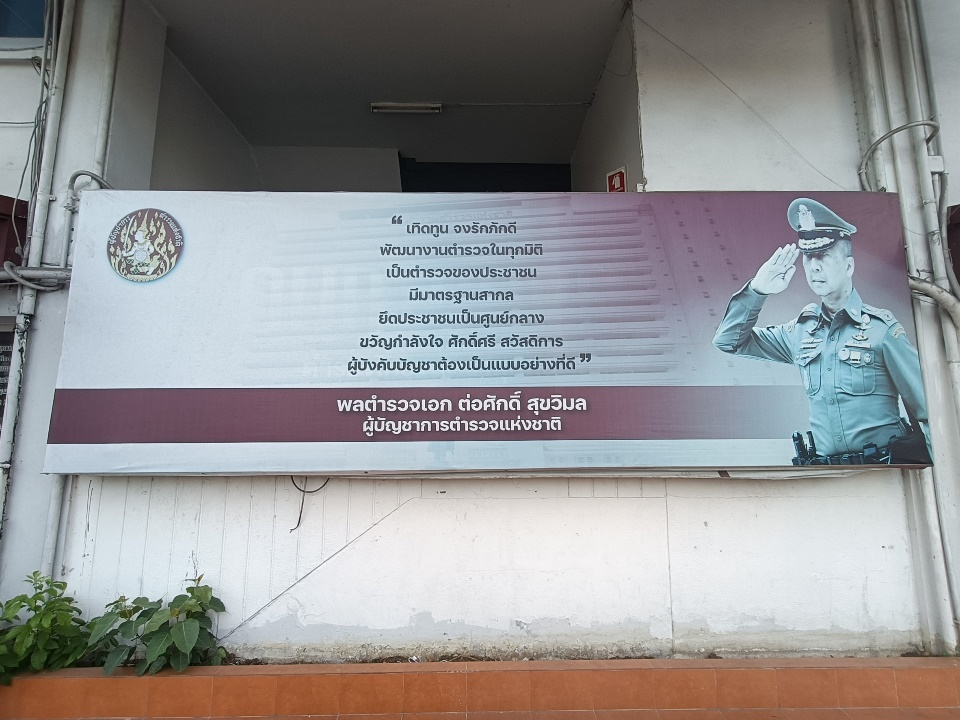 “ เทิดทูน จงรักภักดี
พัฒนางานตำรวจในทุกมิติ
เป็นตำรวจของประชาชน
มีมาตรฐานสากล
ยึดประชาชนเป็นศูนย์กลาง
ขวัญกำลังใจ ศักดิ์ศรี สวัสดิการ
ผู้บังคับบัญชาต้องเป็นแบบอย่างที่ดี ”
พลตำรวจเอก ต่อศักดิ์ สุขวิมล
ผู้บัญชาการตำรวจแห่งชาติ